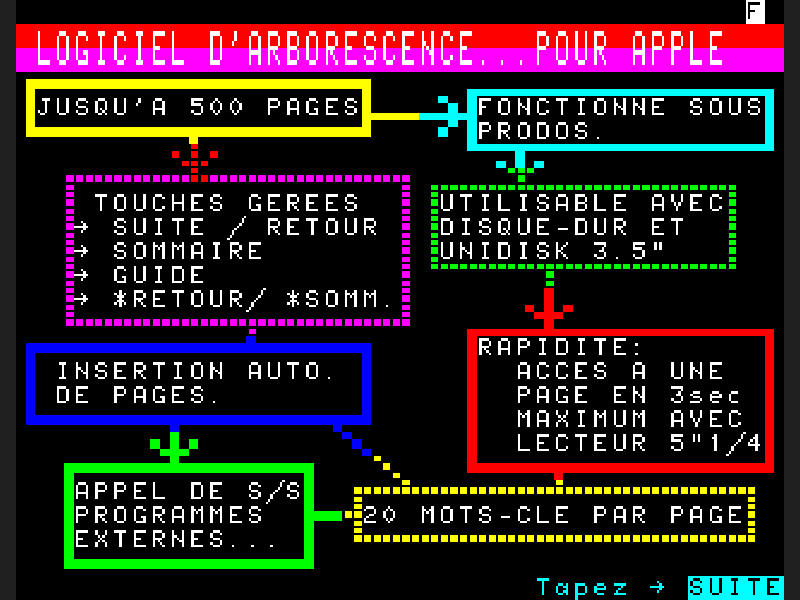 F
LOGICIEL D'ARBORESCENCE...POUR APPLE
JUSQU'A 500 PAGES
FONCTIONNE SOUS
PRODOS.
TOUCHES GEREES
→ SUITE / RETOUR
→ SOMMAIRE
→ GUIDE
→ *RETOUR/ *SOMM.
UTILISABLE AVEC
DISQUE-DUR ET
UNIDISK 3.5"
INSERTION AUTO.
DE PAGES.
RAPIDITE:
ACCES A UNE
PAGE EN 3sec
MAXIMUM AVEC
LECTEUR 5"1/4
APPEL DE S/S
PROGRAMMES
EXTERNES...
20 MOTS-CLE PAR PAGE
Tapez → SUITE